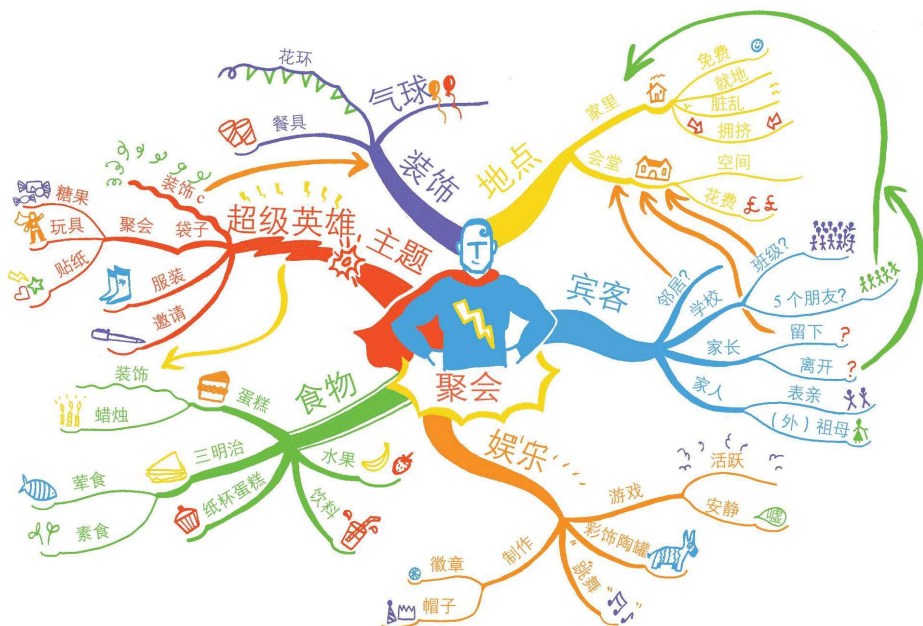 聚会
装饰
气球
花环
餐具
地点
家里
免费
就地
脏乱
拥挤
会堂
空间
花费
££
宾客
邻居?
学校
班级?
5个朋友?
家长
留下
?
离开
?
家人
表亲
(外)祖母
娱乐
游戏
活跃
安静
嘘
彩饰陶罐
跳舞
制作
徽章
帽子
食物
蛋糕
装饰
蜡烛
三明治
荤食
素食
纸杯蛋糕
水果
饮料
主题
超级英雄
装饰
聚会 袋子
糖果
玩具
贴纸
服装
邀请